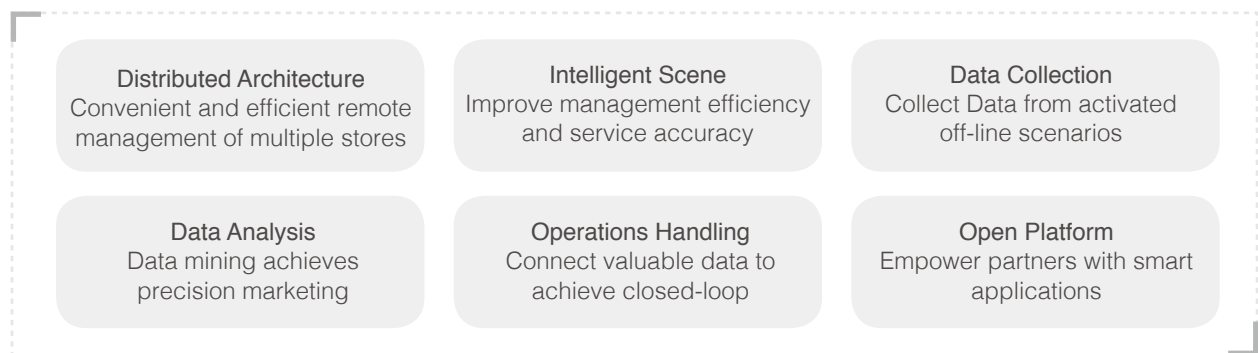 Distributed Architecture
Convenient and efficient remote
management of multiple stores
Intelligent Scene
Improve management efficiency
and service accuracy
Data Collection
Collect Data from activated
off-line scenarios
Data Analysis
Data mining achieves
precision marketing
Operations Handling
Connect valuable data to
achieve closed-loop
Open Platform
Empower partners with smart
applications